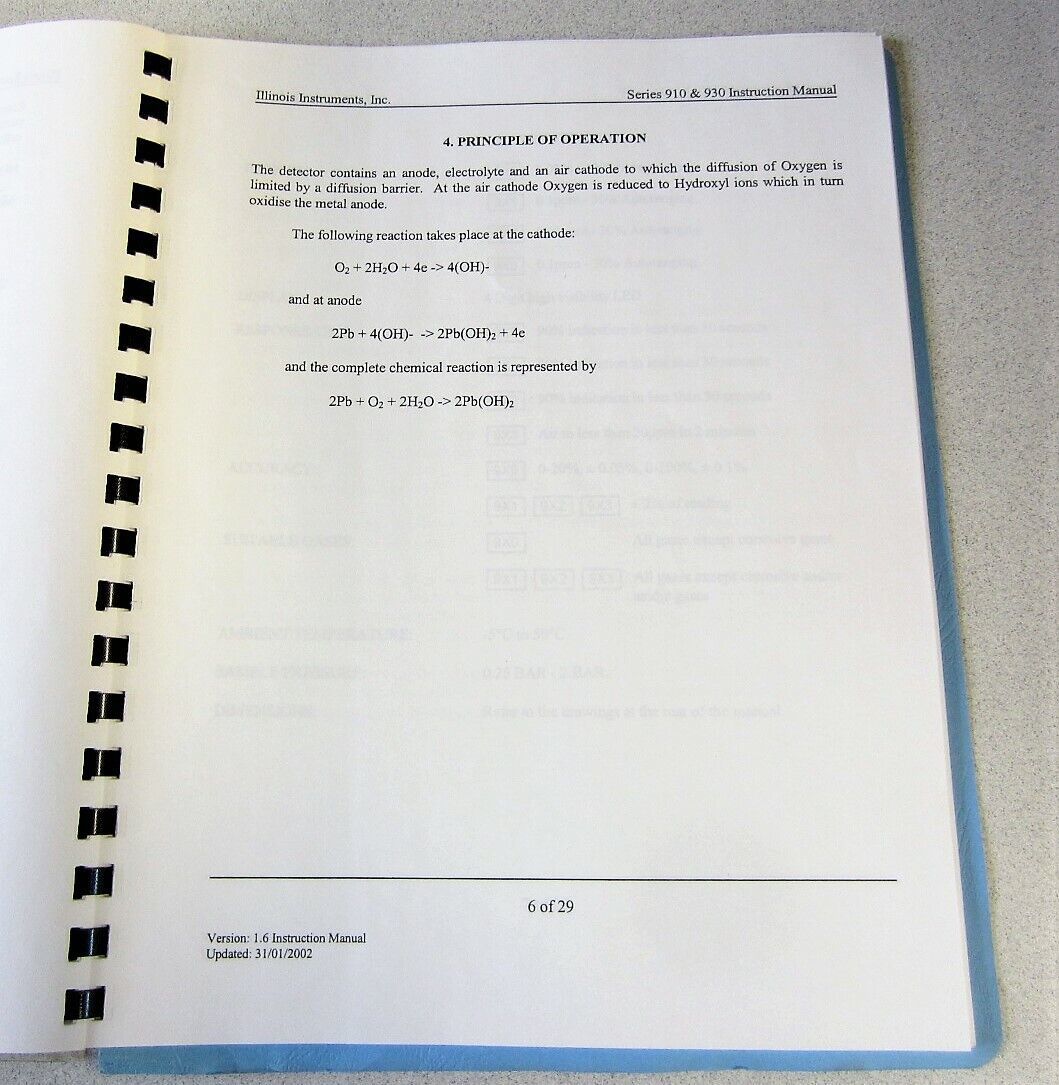 Illinois Instruments, Inc.
Series 910 & 930 Instruction Manual
4. PRINCIPLE OF OPERATION
The detector contains an anode, electrolyte and an air cathode to which the diffusion of Oxygen is
limited by a diffusion barrier. At the air cathode Oxygen is reduced to Hydroxyl ions which in turn
oxidise the metal anode.
The following reaction takes place at the cathode:
O₂ + 2H₂O + 4e -> 4(OH)-
and at anode
2Pb + 4(OH)- -> 2Pb(OH)₂ + 4e
and the complete chemical reaction is represented by
2Pb + O₂ + 2H₂O -> 2Pb(OH)₂
6 of 29
Version: 1.6 Instruction Manual
Updated: 31/01/2002